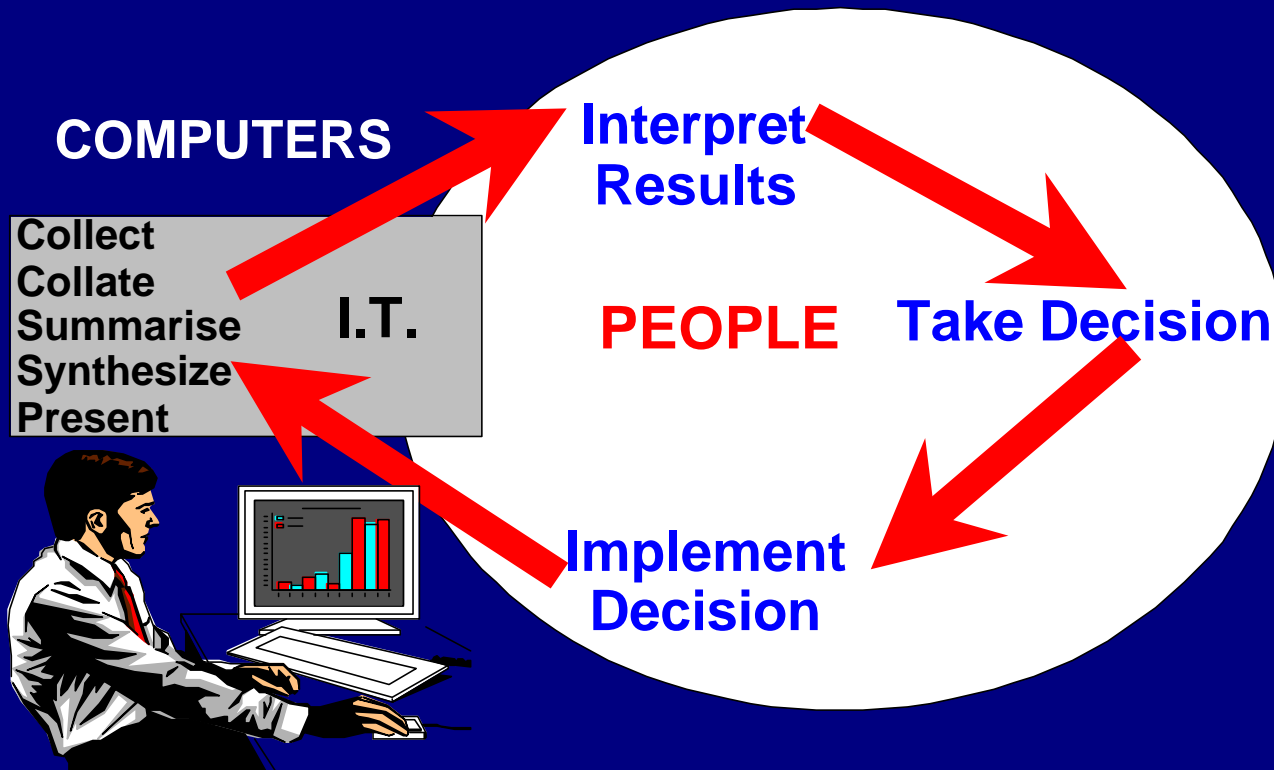 COMPUTERS
Collect
Collate
Summarise
Synthesize
Present
I.T.
Interpret
Results
PEOPLE
Take Decision
Implement
Decision